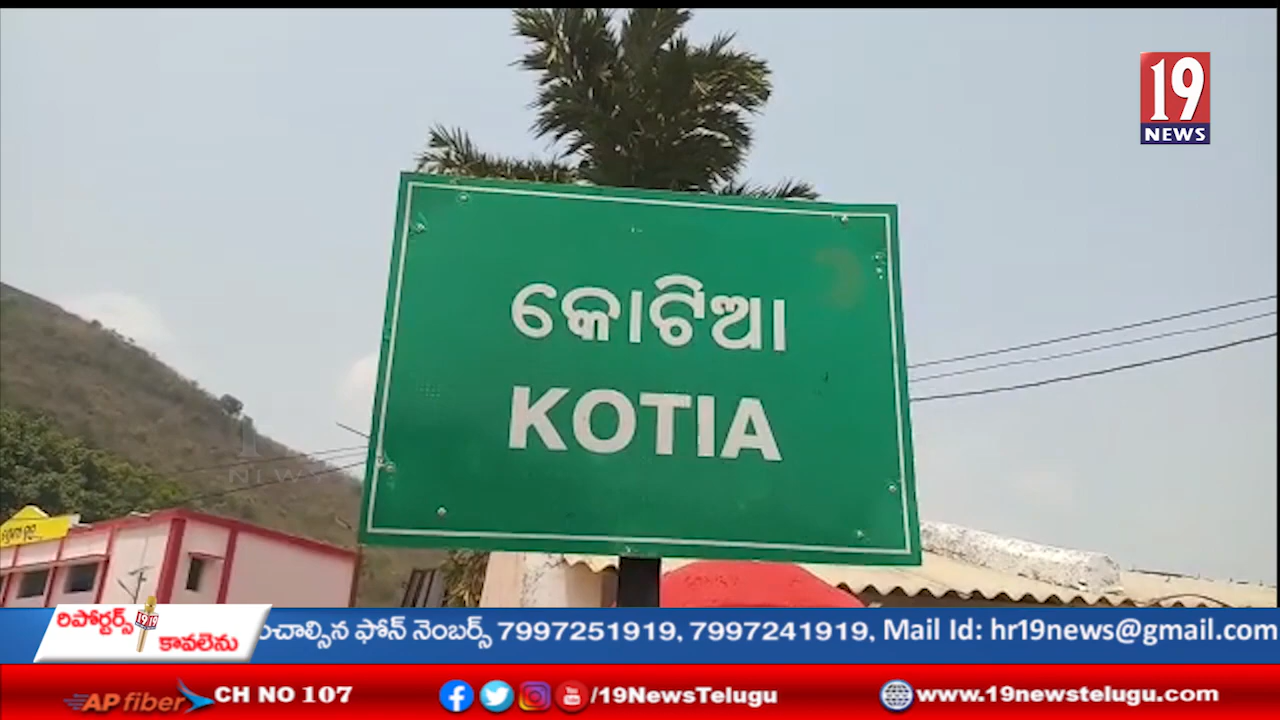 19
NEWS
କୋଟିଆ
KOTIA
రిపోర్టర్స్
కావలెను
ంచాల్సిన ఫోన్ నెంబర్స్ 7997251919, 7997241919, Mail Id: hr19news@gmail.com
AP fiber CH NO 107
/19NewsTelugu
www.19newstelugu.com